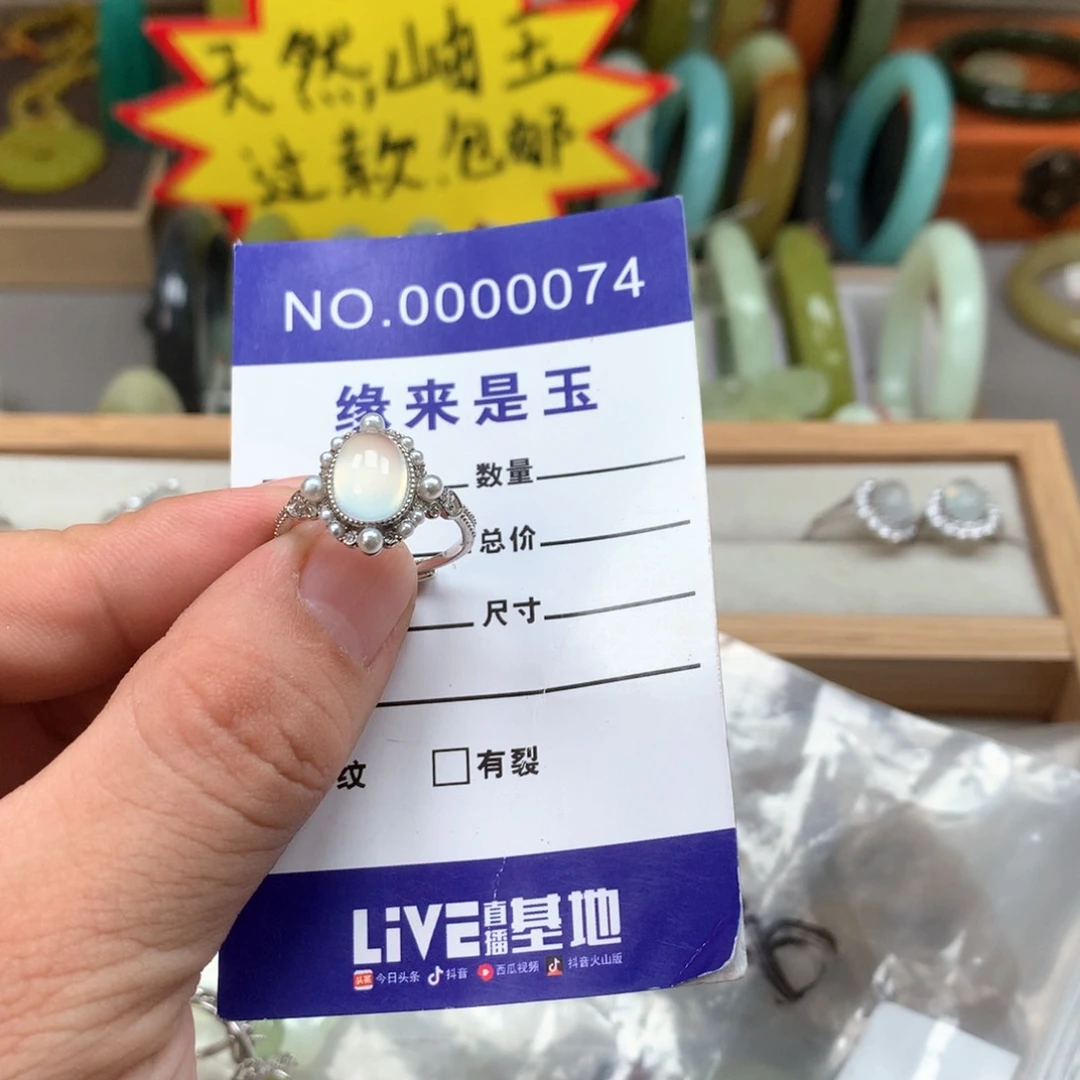 天然岫玉
这款包邮
NO.0000074
缘来是玉
数量
总价
尺寸
纹 □有裂
LiVE直播基地
头条 今日头条 抖音 西瓜视频 抖音火山版